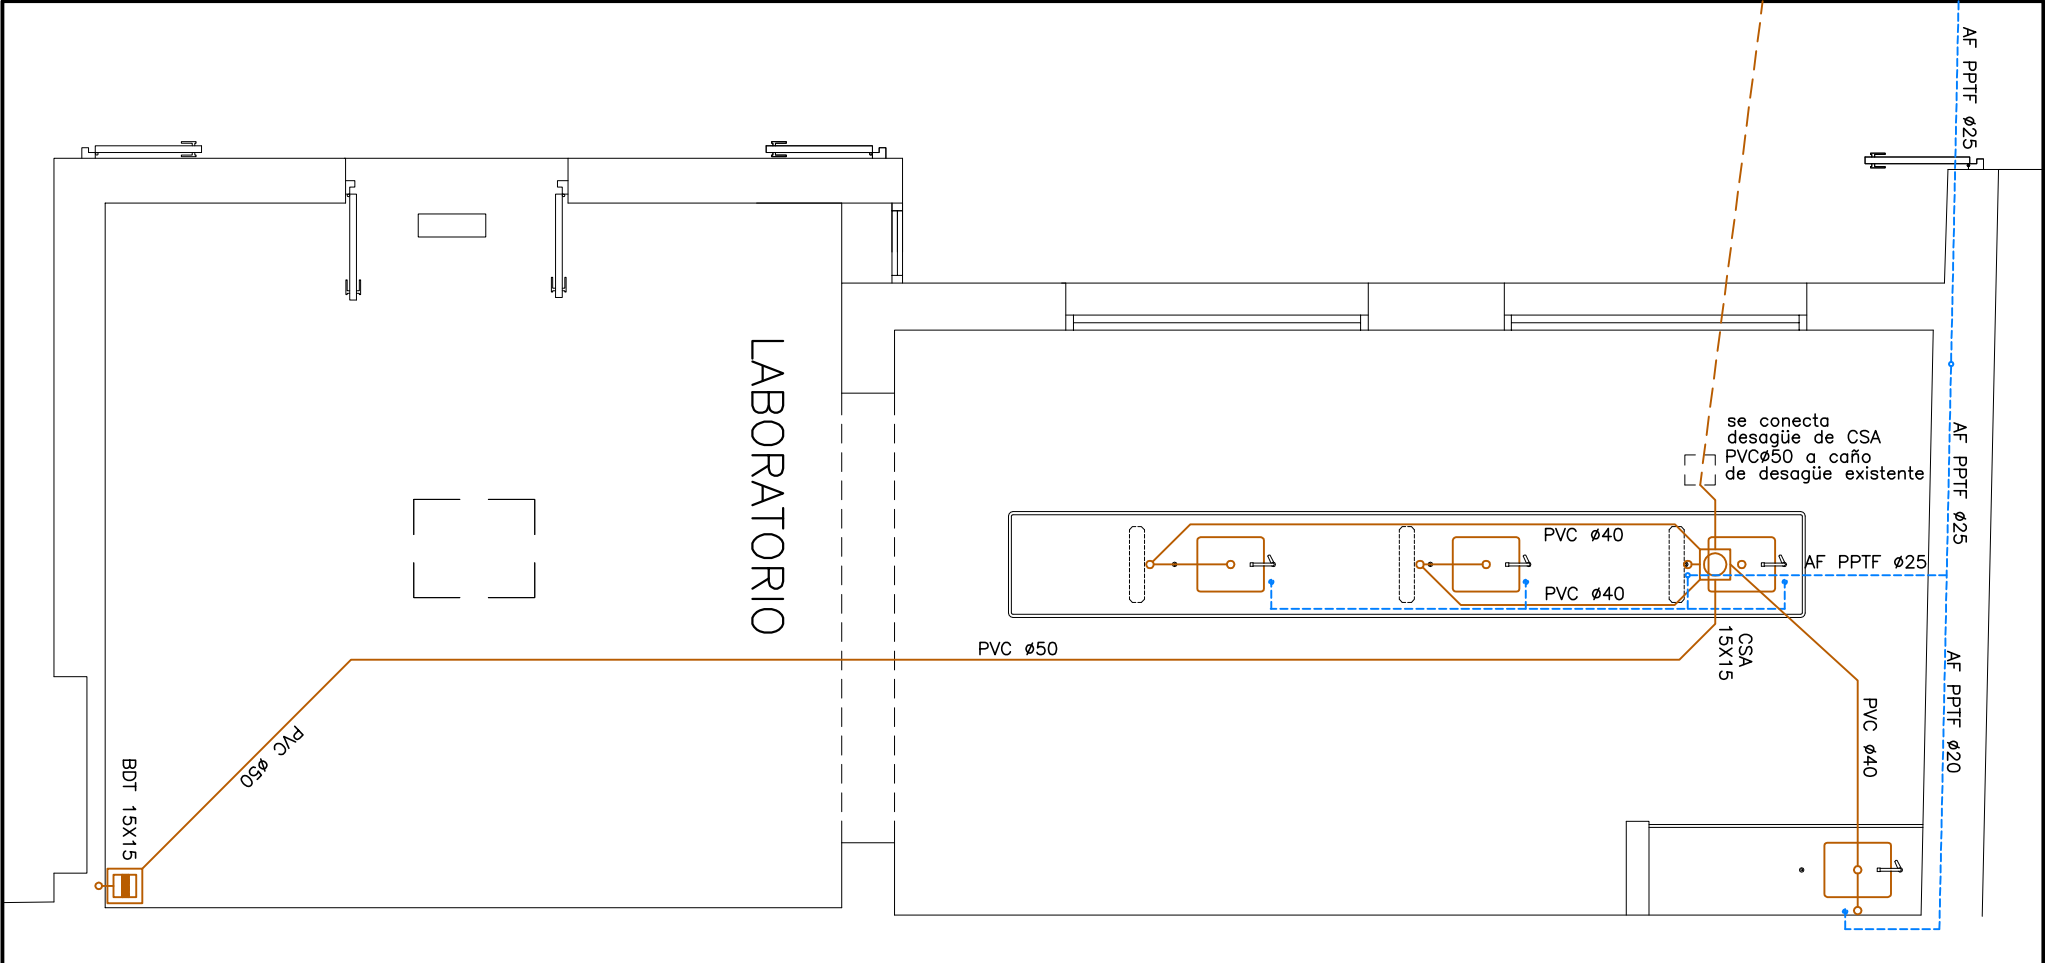 AF PPTF ø25
LABORATORIO
se conecta
desagüe de CSA
PVCø50 a caño
de desagüe existente
AF PPTF ø25
PVC ø40
AF PPTF ø25
PVC ø40
CSA
15X15
PVC ø50
AF PPTF ø20
PVC ø40
PVC ø50
BDT 15X15